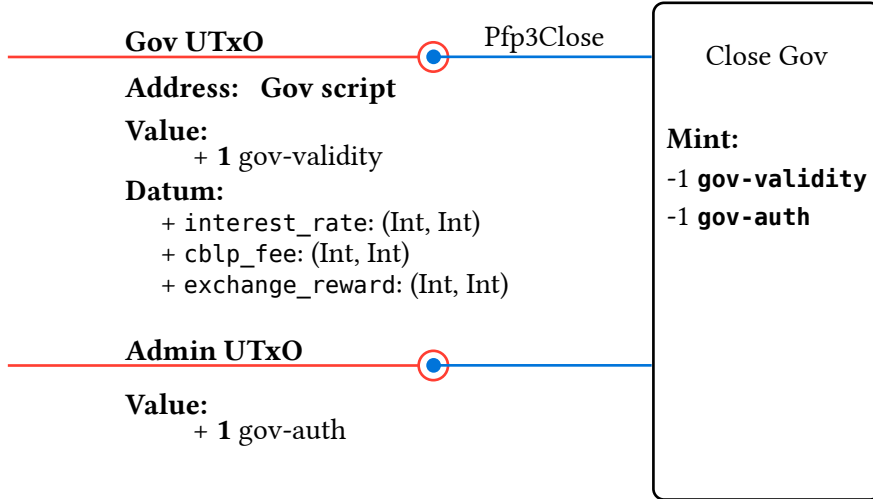 Gov UTxO
Pfp3Close
Close Gov
Address: Gov script
Value:
+ 1 gov-validity
Datum:
+ interest_rate: (Int, Int)
+ cblp_fee: (Int, Int)
+ exchange_reward: (Int, Int)
Mint:
-1 gov-validity
-1 gov-auth
Admin UTxO
Value:
+ 1 gov-auth